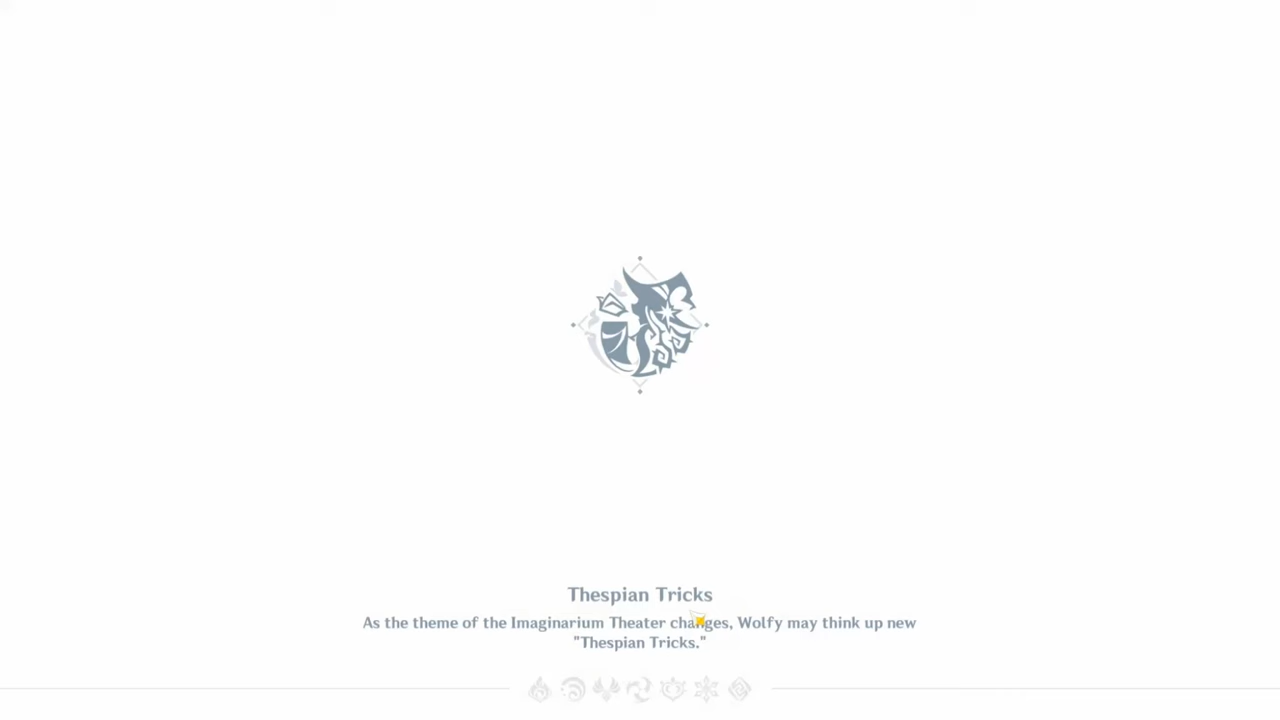 Thespian Tricks
As the theme of the Imaginarium Theater changes, Wolfy may think up new
"Thespian Tricks."